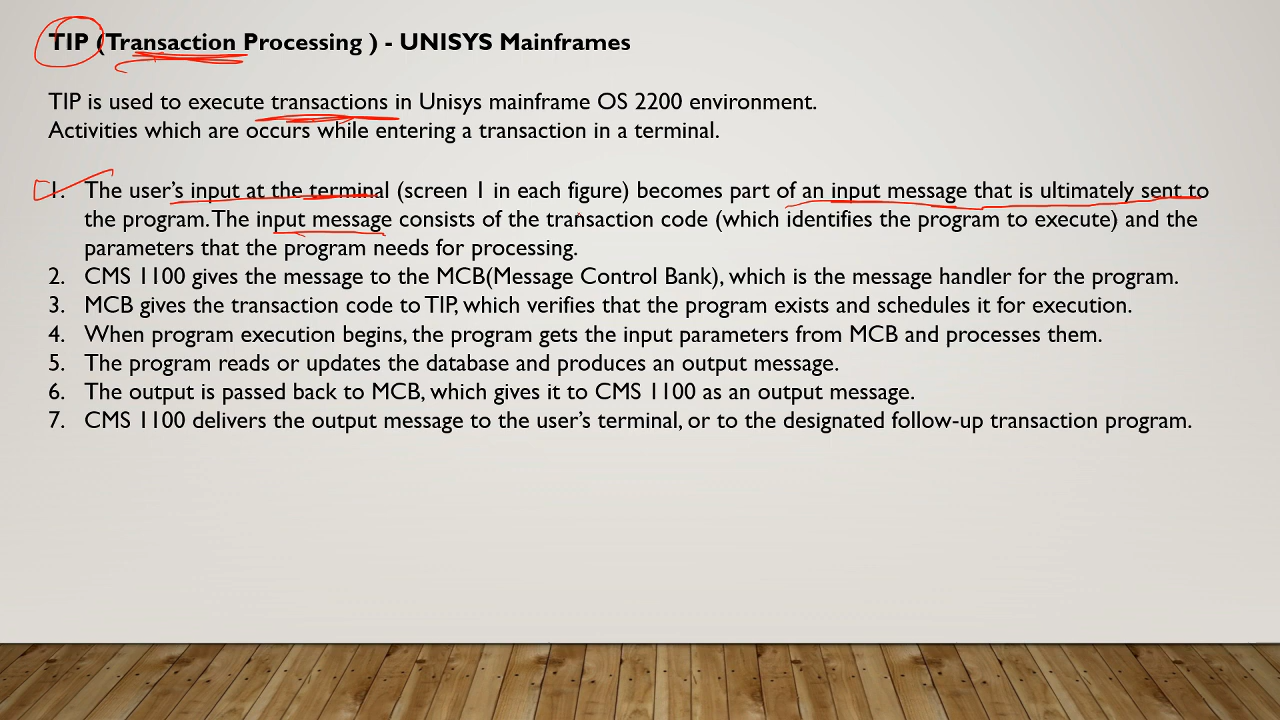 TIP (Transaction Processing ) - UNISYS Mainframes
TIP is used to execute transactions in Unisys mainframe OS 2200 environment.
Activities which are occurs while entering a transaction in a terminal.
1. The user's input at the terminal (screen 1 in each figure) becomes part of an input message that is ultimately sent to
the program. The input message consists of the transaction code (which identifies the program to execute) and the
parameters that the program needs for processing.
2. CMS 1100 gives the message to the MCB(Message Control Bank), which is the message handler for the program.
3. MCB gives the transaction code to TIP, which verifies that the program exists and schedules it for execution.
4. When program execution begins, the program gets the input parameters from MCB and processes them.
5. The program reads or updates the database and produces an output message.
6. The output is passed back to MCB, which gives it to CMS 1100 as an output message.
7. CMS 1100 delivers the output message to the user's terminal, or to the designated follow-up transaction program.